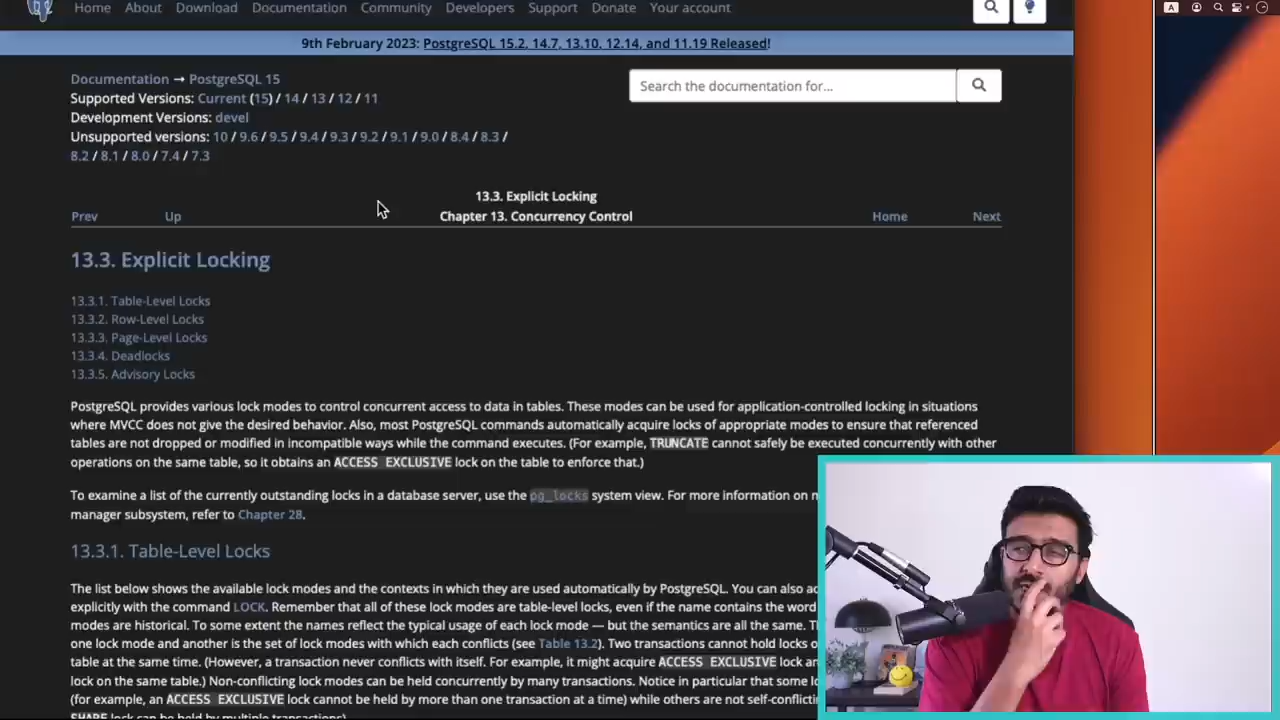 Home About Download Documentation Community Developers Support Donate Your account
9th February 2023: PostgreSQL 15.2, 14.7, 13.10, 12.14, and 11.19 Released!
Documentation → PostgreSQL 15
Supported Versions: Current (15) / 14 / 13 / 12 / 11
Development Versions: devel
Unsupported versions: 10 / 9.6 / 9.5 / 9.4 / 9.3 / 9.2 / 9.1 / 9.0 / 8.4 / 8.3 /
8.2 / 8.1 / 8.0 / 7.4 / 7.3
Search the documentation for...
13.3. Explicit Locking
Prev Up Chapter 13. Concurrency Control Home Next
13.3. Explicit Locking
13.3.1. Table-Level Locks
13.3.2. Row-Level Locks
13.3.3. Page-Level Locks
13.3.4. Deadlocks
13.3.5. Advisory Locks
PostgreSQL provides various lock modes to control concurrent access to data in tables. These modes can be used for application-controlled locking in situations
where MVCC does not give the desired behavior. Also, most PostgreSQL commands automatically acquire locks of appropriate modes to ensure that referenced
tables are not dropped or modified in incompatible ways while the command executes. (For example, TRUNCATE cannot safely be executed concurrently with other
operations on the same table, so it obtains an ACCESS EXCLUSIVE lock on the table to enforce that.)
To examine a list of the currently outstanding locks in a database server, use the pg_locks system view. For more information on
manager subsystem, refer to Chapter 28.
13.3.1. Table-Level Locks
The list below shows the available lock modes and the contexts in which they are used automatically by PostgreSQL. You can also
explicitly with the command LOCK. Remember that all of these lock modes are table-level locks, even if the name contains the word
modes are historical. To some extent the names reflect the typical usage of each lock mode — but the semantics are all the same.
one lock mode and another is the set of lock modes with which each conflicts (see Table 13.2). Two transactions cannot hold locks
table at the same time. (However, a transaction never conflicts with itself. For example, it might acquire ACCESS EXCLUSIVE lock
lock on the same table.) Non-conflicting lock modes can be held concurrently by many transactions. Notice in particular that some
(for example, an ACCESS EXCLUSIVE lock cannot be held by more than one transaction at a time) while others are not
SHARE lock can be held by multiple transactions)